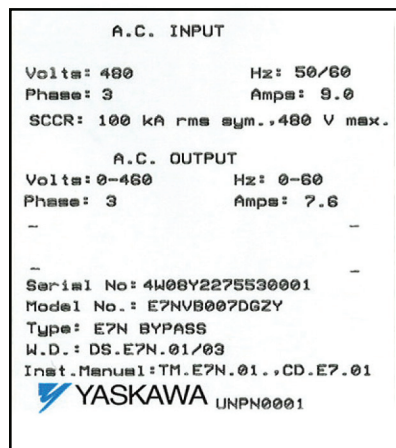 A.C. INPUT
Volts: 480 Hz: 50/60
Phase: 3 Amps: 9.0
SCCR: 100 kA rms sym.,480 V max.
A.C. OUTPUT
Volts:0-460 Hz: 0-60
Phase: 3 Amps: 7.6
– –
– –
Serial No:4W08Y2275530001
Model No.: E7NVB007DGZY
Type: E7N BYPASS
W.D.: DS.E7N.01/03
Inst.Manual:TM.E7N.01.,CD.E7.01
YASKAWA UNPN0001